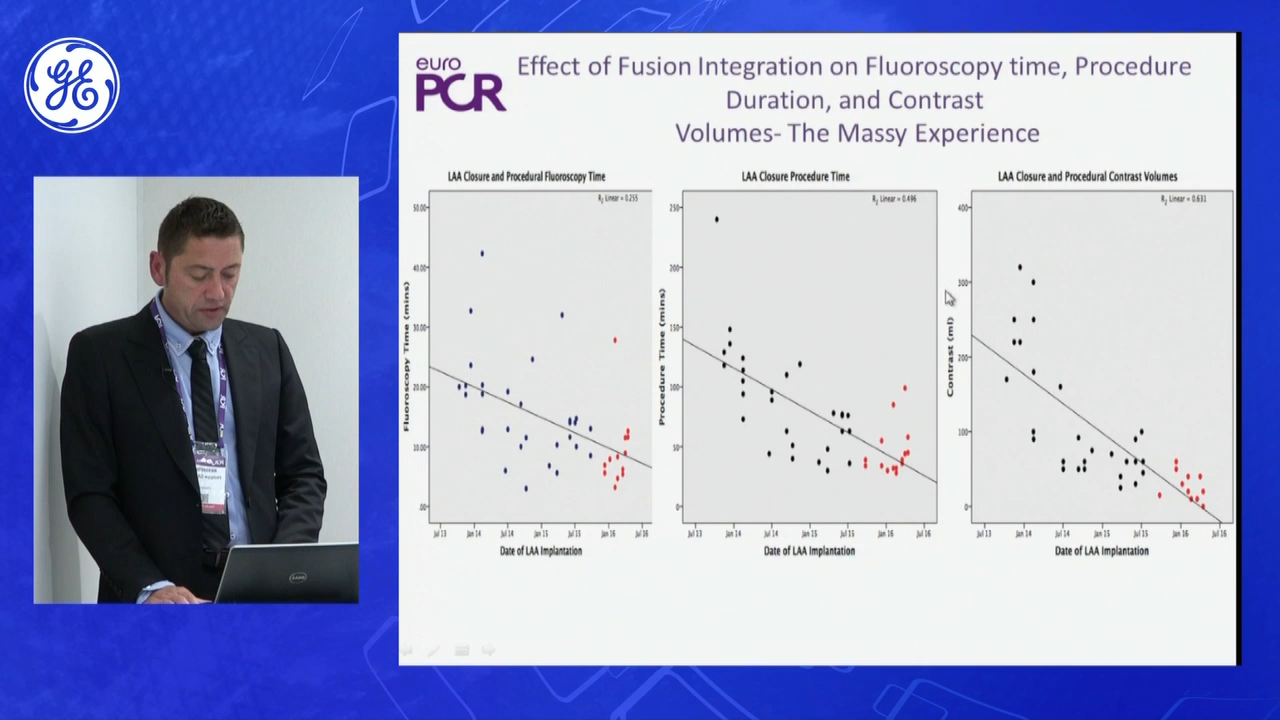 GE
euro
PCR
Effect of Fusion Integration on Fluoroscopy time, Procedure
Duration, and Contrast
Volumes- The Massy Experience
LAA Closure and Procedural Fluoroscopy Time
R2 Linear = 0.255
50.00
40.00
30.00
20.00
10.00
.00
Fluoroscopy Time (mins)
Jul 13 Jan 14 Jul 14 Jan 15 Jul 15 Jan 16 Jul 16
Date of LAA Implantation
LAA Closure Procedure Time
R2 Linear = 0.496
250
200
150
100
50
0
Procedure Time (mins)
Jul 13 Jan 14 Jul 14 Jan 15 Jul 15 Jan 16 Jul 16
Date of LAA Implantation
LAA Closure and Procedural Contrast Volumes
R2 Linear = 0.631
400
300
200
100
0
Contrast (ml)
Jul 13 Jan 14 Jul 14 Jan 15 Jul 15 Jan 16 Jul 16
Date of LAA Implantation
DELL